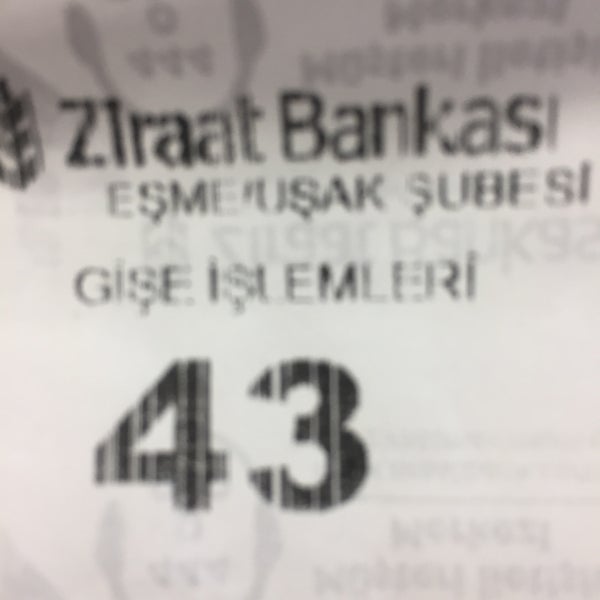 Ziraat Bankası
EŞME/UŞAK ŞUBESİ
GİŞE İŞLEMLERİ
43